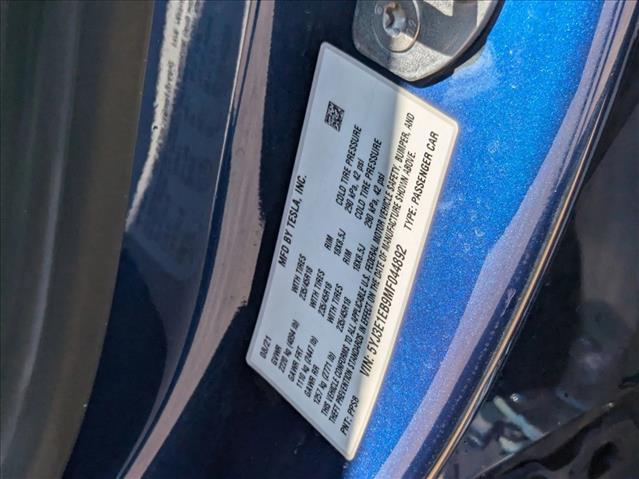 MFD BY TESLA, INC.
08/21
GVWR
2220 kg (4894 lb)
GAWR FRT WITH TIRES RIM COLD TIRE PRESSURE
1110 kg (2447 lb) 235/45R18 18X8.5J 290 kPa, 42 psi
GAWR RR WITH TIRES RIM COLD TIRE PRESSURE
1257 kg (2771 lb) 235/45R18 18X8.5J 290 kPa, 42 psi
THIS VEHICLE CONFORMS TO ALL APPLICABLE U.S. FEDERAL MOTOR VEHICLE SAFETY, BUMPER, AND
THEFT PREVENTION STANDARDS IN EFFECT ON THE DATE OF MANUFACTURE SHOWN ABOVE.
VIN: 5YJ3E1EB9MF044892 TYPE: PASSENGER CAR
PNT: PPSB